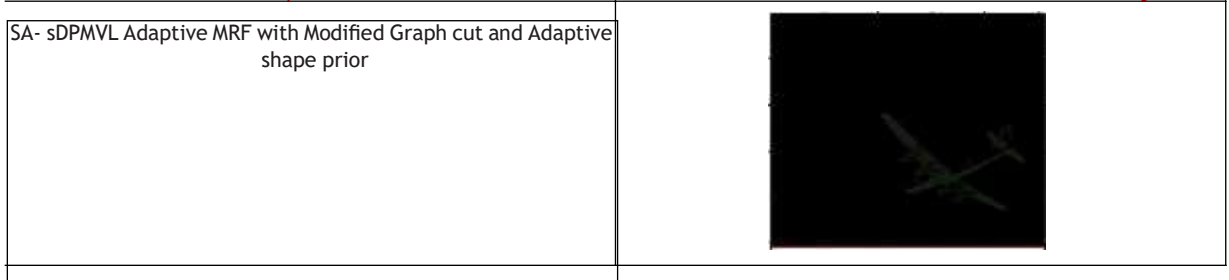 SA- sDPMVL Adaptive MRF with Modified Graph cut and Adaptive
shape prior